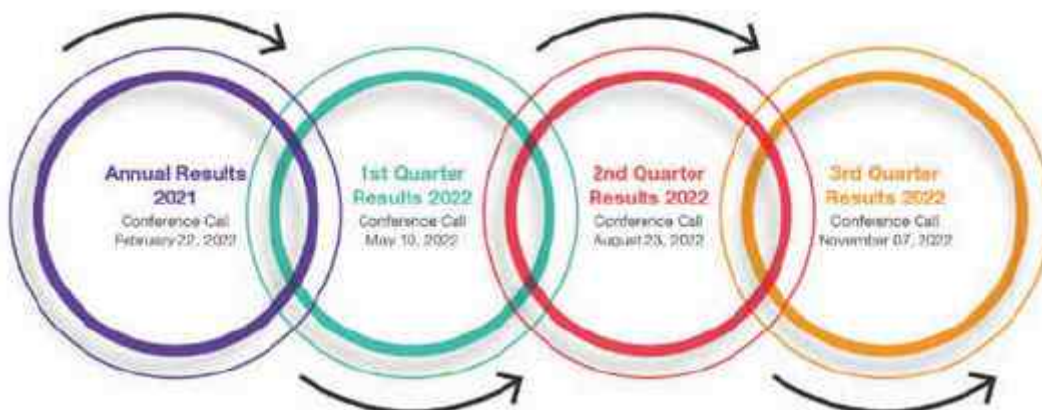 Annual Results
2021
Conference Call
February 22, 2022
1st Quarter
Results 2022
Conference Call
May 10, 2022
2nd Quarter
Results 2022
Conference Call
August 23, 2022
3rd Quarter
Results 2022
Conference Call
November 07, 2022